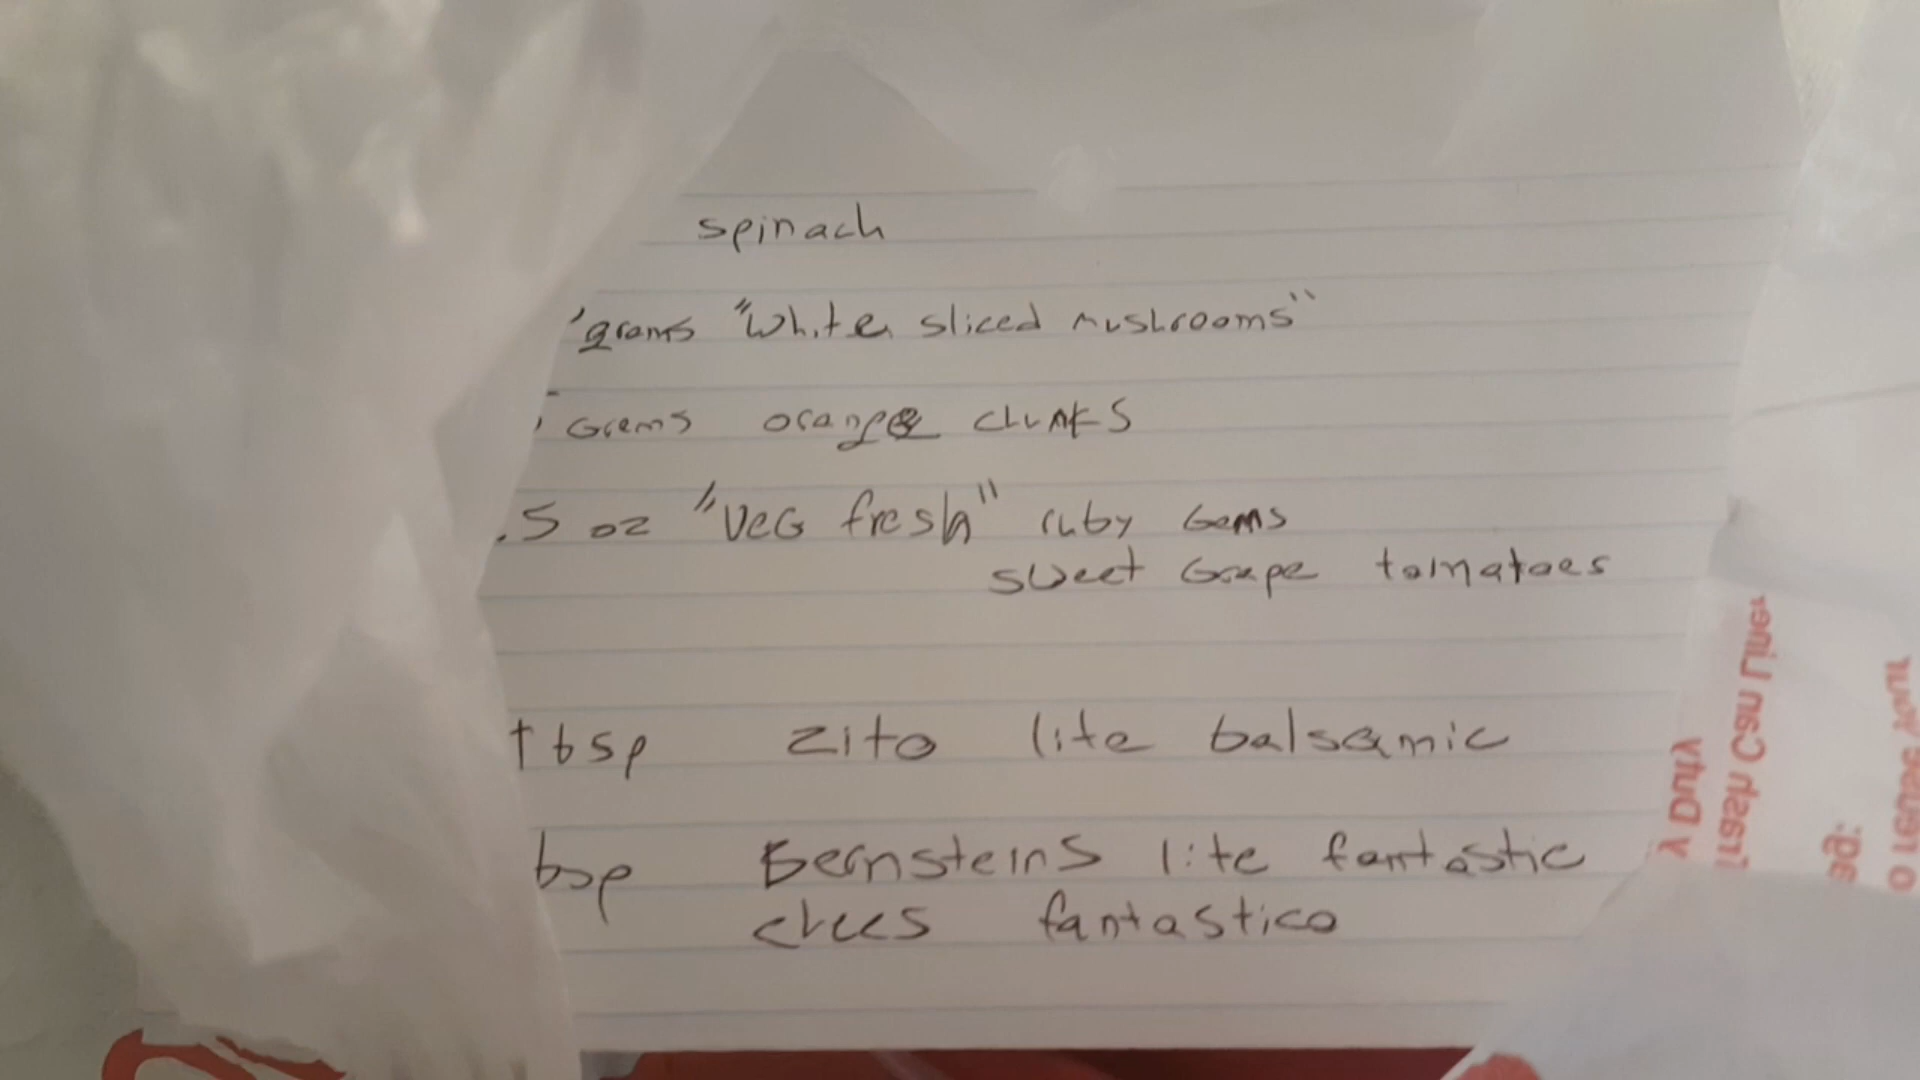 spinach
grams "White sliced mushrooms"
Grams orange chunks
.5 oz "VEG fresh" ruby Gems
sweet Grape tomatoes
tbsp zito lite balsamic
bsp Bernsteins lite fantastic
chees fantastico